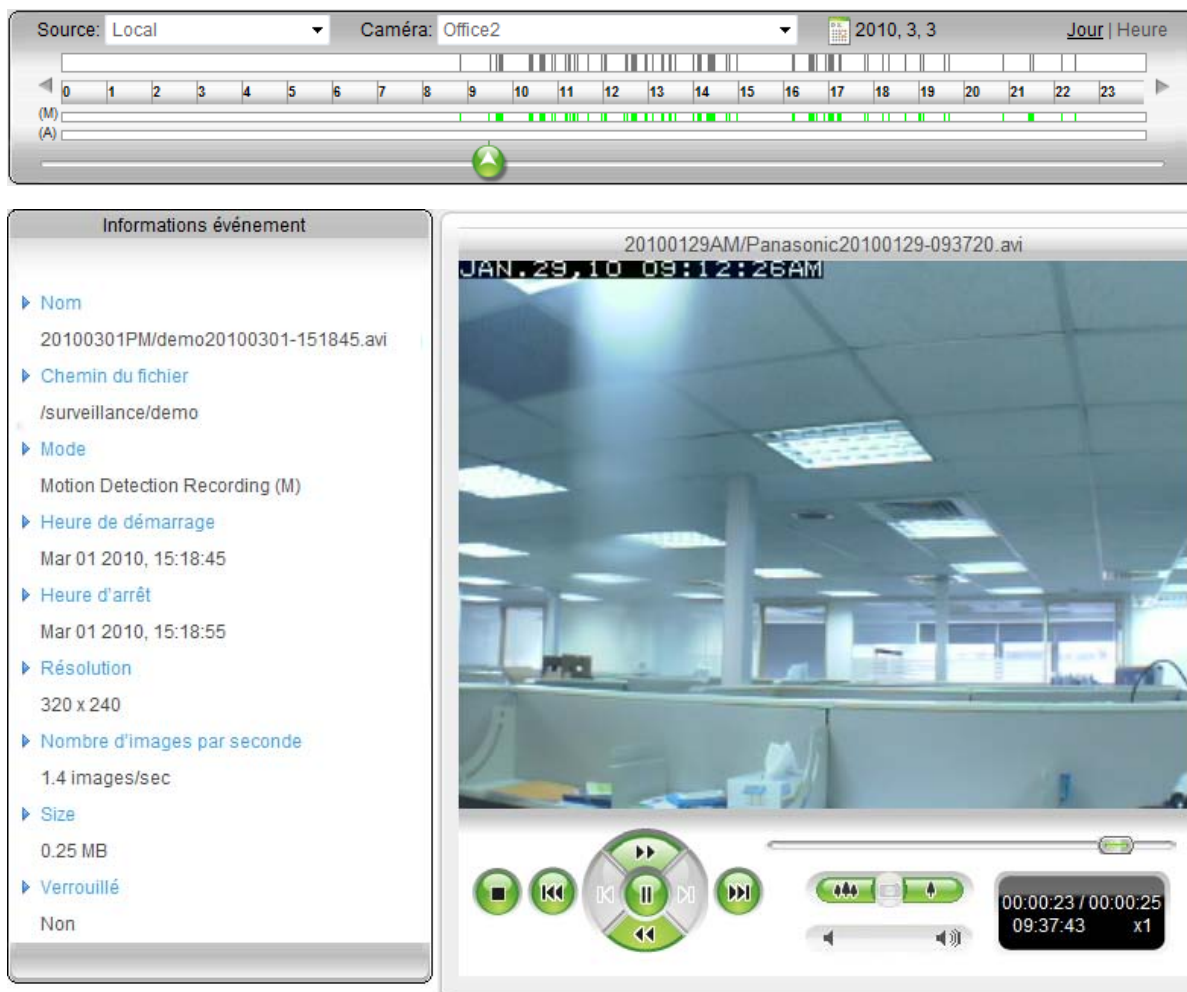 Source: Local Caméra: Office2 2010, 3, 3 Jour | Heure
0 1 2 3 4 5 6 7 8 9 10 11 12 13 14 15 16 17 18 19 20 21 22 23
(M)
(A)
Informations événement
Nom
20100301PM/demo20100301-151845.avi
Chemin du fichier
/surveillance/demo
Mode
Motion Detection Recording (M)
Heure de démarrage
Mar 01 2010, 15:18:45
Heure d'arrêt
Mar 01 2010, 15:18:55
Résolution
320 x 240
Nombre d'images par seconde
1.4 images/sec
Size
0.25 MB
Verrouillé
Non
20100129AM/Panasonic20100129-093720.avi
JAN.29,10 09:12:26AM
00:00:23 / 00:00:25
09:37:43 x1